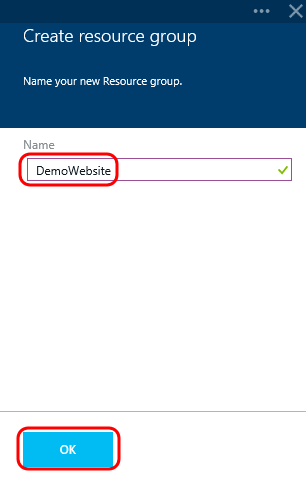 Create resource group
Name your new Resource group.
Name
DemoWebsite
OK